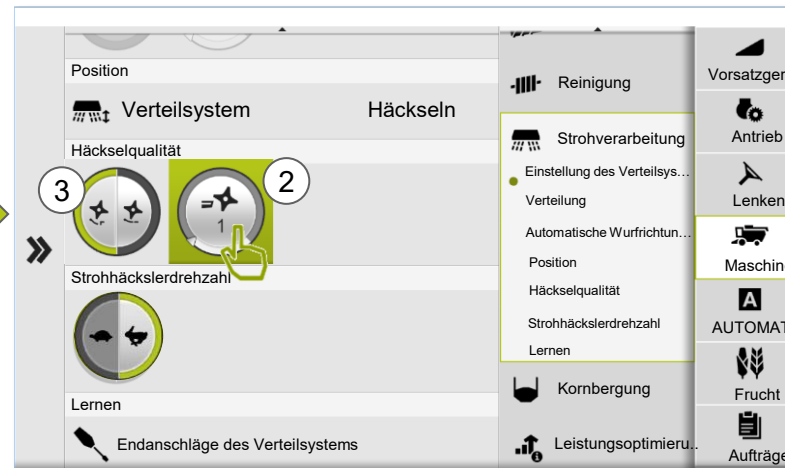 Position
Verteilsystem Häckseln
Häckselqualität
3
2
1
Strohhäckslerdrehzahl
Lernen
Endanschläge des Verteilsystems
Reinigung
Strohverarbeitung
Einstellung des Verteilsys...
Verteilung
Automatische Wurfrichtun...
Position
Häckselqualität
Strohhäckslerdrehzahl
Lernen
Kornbergung
Leistungsoptimieru..
Vorsatzger
Antrieb
Lenken
Maschin
A
AUTOMAT
Frucht
Aufträge